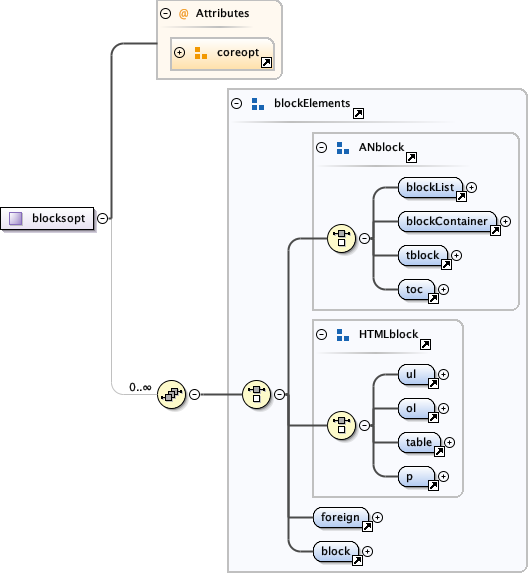 @ Attributes
coreopt
blockElements
ANblock
blockList
blockContainer
tblock
toc
blocksopt
HTMLblock
ul
ol
table
p
0..∞
foreign
block